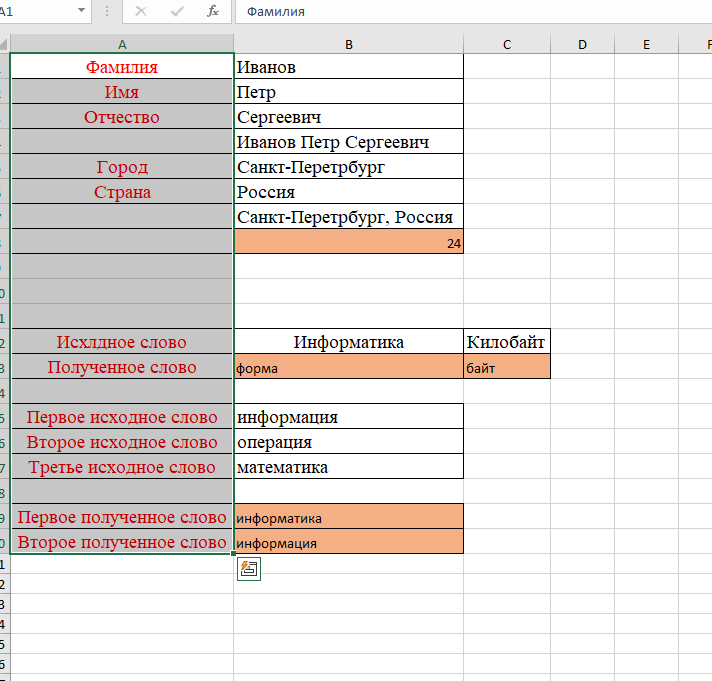 A1 fx Фамилия
A B C D E F
Фамилия Иванов
Имя Петр
Отчество Сергеевич
Иванов Петр Сергеевич
Город Санкт-Перетрбург
Страна Россия
Санкт-Перетрбург, Россия
24
Исхлдное слово Информатика Килобайт
Полученное слово форма байт
Первое исходное слово информация
Второе исходное слово операция
Третье исходное слово математика
Первое полученное слово информатика
Второе полученное слово информация